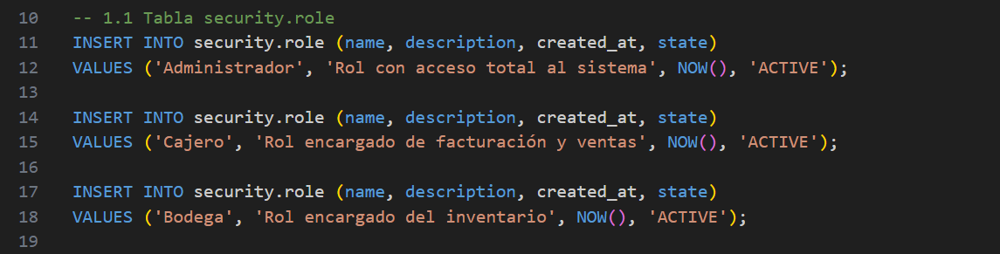 10 -- 1.1 Tabla security.role
11 INSERT INTO security.role (name, description, created_at, state)
12 VALUES ('Administrador', 'Rol con acceso total al sistema', NOW(), 'ACTIVE');
13
14 INSERT INTO security.role (name, description, created_at, state)
15 VALUES ('Cajero', 'Rol encargado de facturación y ventas', NOW(), 'ACTIVE');
16
17 INSERT INTO security.role (name, description, created_at, state)
18 VALUES ('Bodega', 'Rol encargado del inventario', NOW(), 'ACTIVE');
19